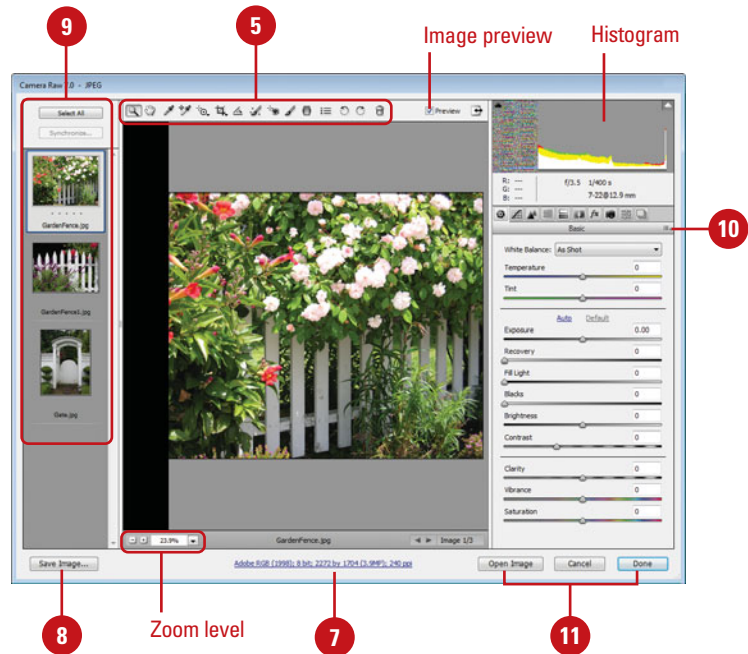 9
5
Image preview
Histogram
Camera Raw 7.0 - JPEG
Select All
Synchronize...
Preview
R: ---
G: ---
B: ---
f/3.5 1/400 s
7-22@12.9 mm
fx
Basic
10
White Balance: As Shot
Temperature 0
Tint 0
Auto Default
Exposure 0.00
Recovery 0
Fill Light 0
Blacks 0
Brightness 0
Contrast 0
Clarity 0
Vibrance 0
Saturation 0
GardenFence.jpg
GardenFence1.jpg
Gate.jpg
23.9%
GardenFence.jpg
Image 1/3
Save Image...
Adobe RGB (1998); 8 bit; 2272 by 1704 (3.9MP); 240 ppi
Open Image
Cancel
Done
8
Zoom level
7
11